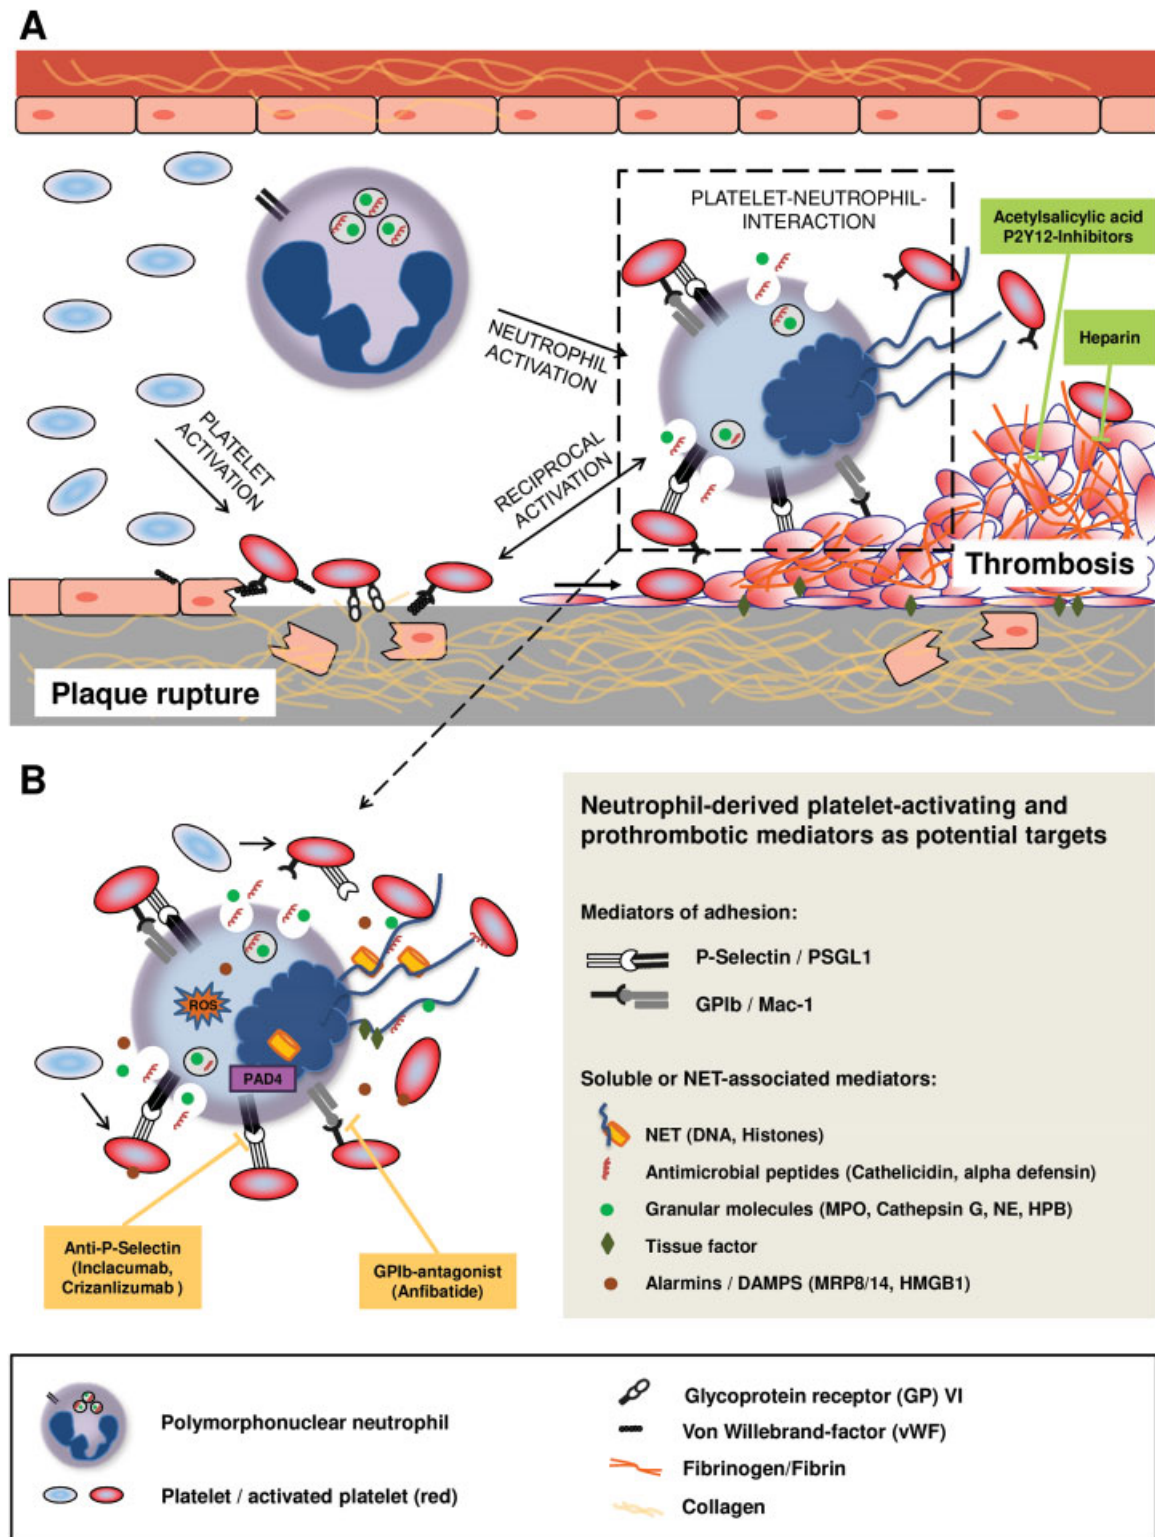 A
PLATELET-NEUTROPHIL-
INTERACTION
Acetylsalicylic acid
P2Y12-Inhibitors
Heparin
NEUTROPHIL
ACTIVATION
PLATELET
ACTIVATION
RECIPROCAL
ACTIVATION
Thrombosis
Plaque rupture
B
ROS
PAD4
Anti-P-Selectin
(Inclacumab,
Crizanlizumab )
GPIb-antagonist
(Anfibatide)
Neutrophil-derived platelet-activating and
prothrombotic mediators as potential targets
Mediators of adhesion:
P-Selectin / PSGL1
GPIb / Mac-1
Soluble or NET-associated mediators:
NET (DNA, Histones)
Antimicrobial peptides (Cathelicidin, alpha defensin)
Granular molecules (MPO, Cathepsin G, NE, HPB)
Tissue factor
Alarmins / DAMPS (MRP8/14, HMGB1)
Polymorphonuclear neutrophil
Platelet / activated platelet (red)
Glycoprotein receptor (GP) VI
Von Willebrand-factor (vWF)
Fibrinogen/Fibrin
Collagen